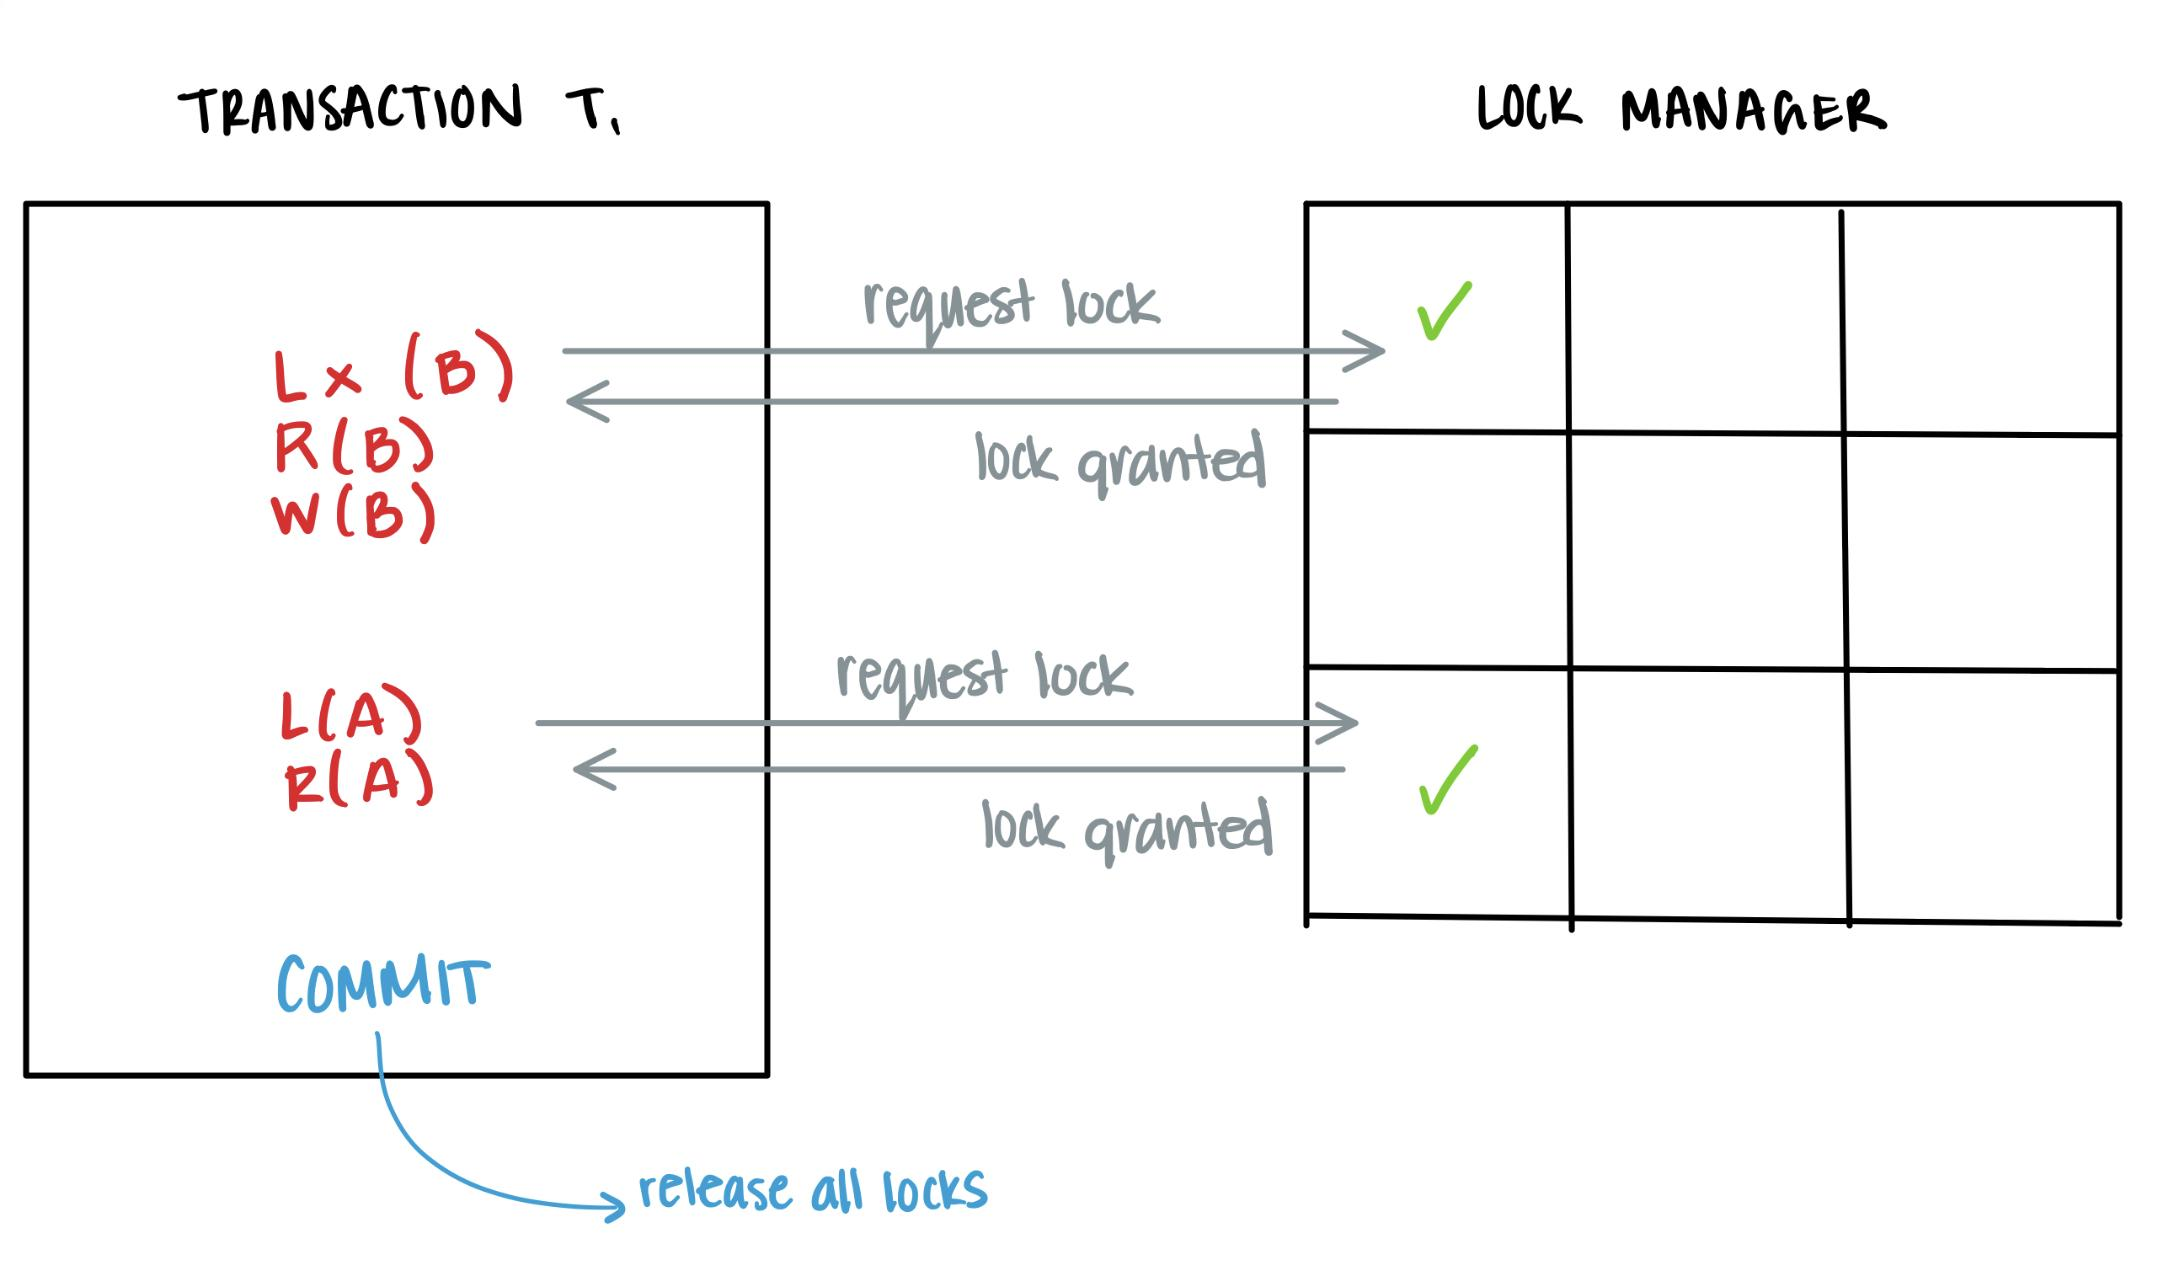 TRANSACTION T1
LOCK MANAGER
Lx (B)
R(B)
W(B)
request lock
lock granted
L(A)
R(A)
request lock
lock granted
COMMIT
release all locks